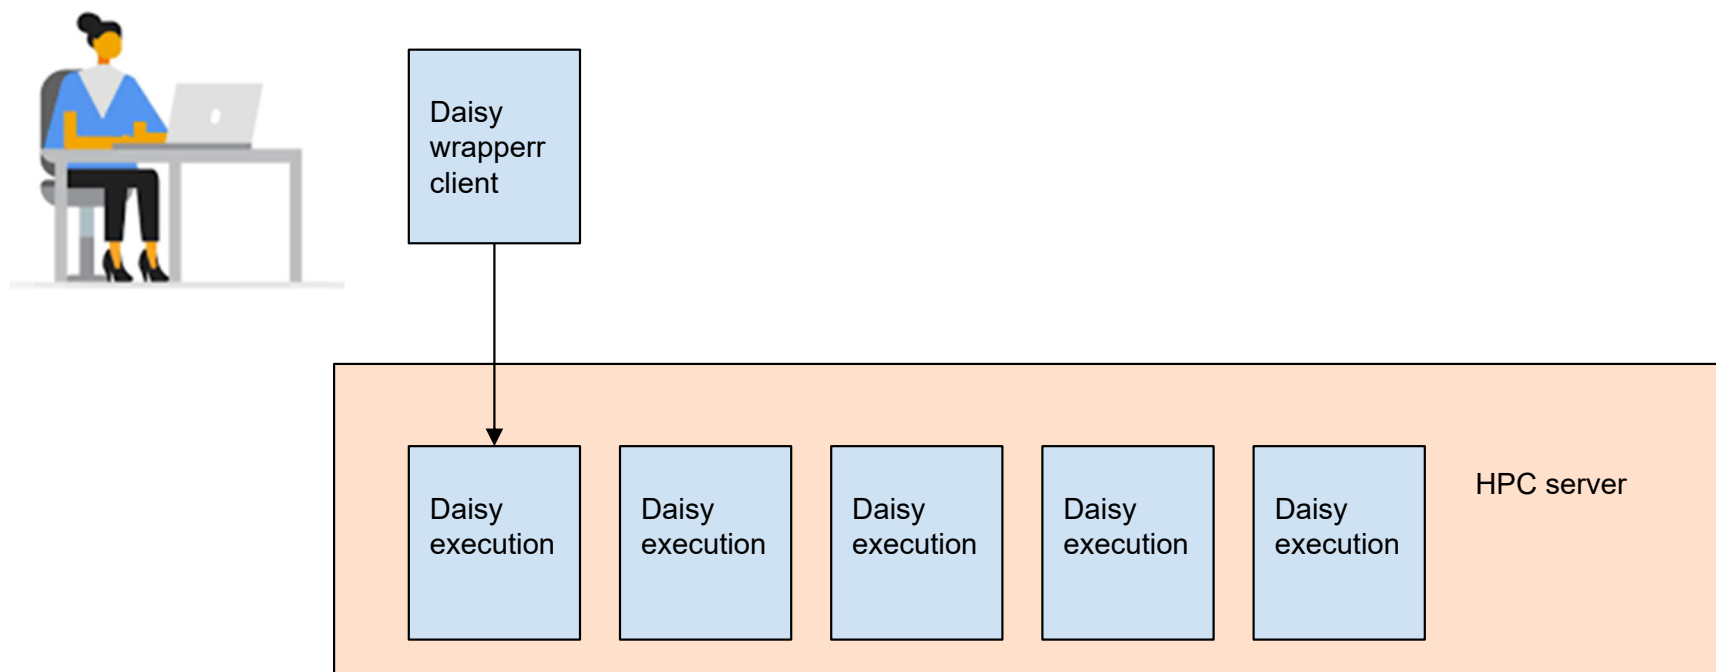 Daisy
wrapperr
client
Daisy
execution
Daisy
execution
Daisy
execution
Daisy
execution
Daisy
execution
HPC server